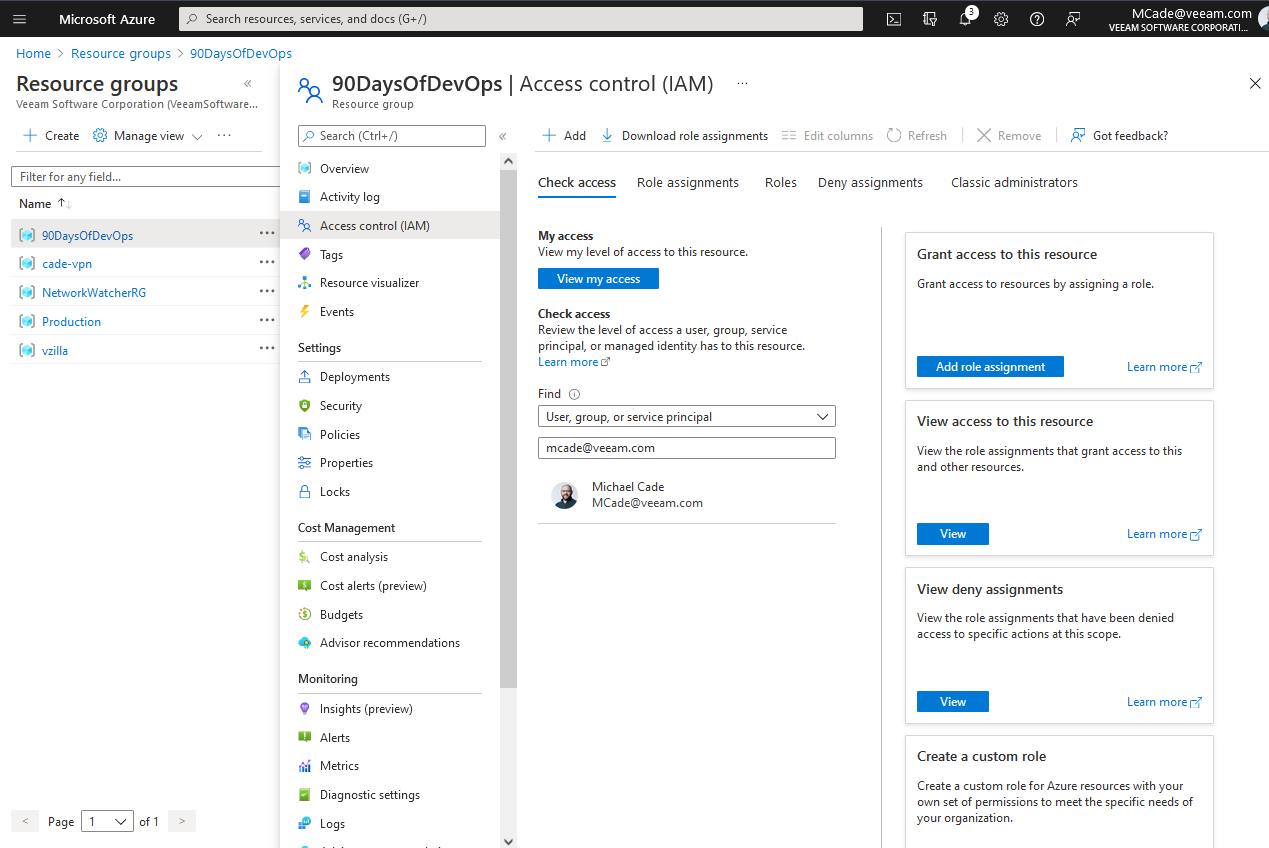 Microsoft Azure
Search resources, services, and docs (G+/)
3
MCade@veeam.com
VEEAM SOFTWARE CORPORATI...
Home > Resource groups > 90DaysOfDevOps
Resource groups
Veeam Software Corporation (VeeamSoftware...
Create
Manage view
...
Filter for any field...
Name
90DaysOfDevOps
cade-vpn
NetworkWatcherRG
Production
vzilla
< Page 1 of 1 >
90DaysOfDevOps | Access control (IAM)
...
Resource group
Search (Ctrl+/)
Overview
Activity log
Access control (IAM)
Tags
Resource visualizer
Events
Settings
Deployments
Security
Policies
Properties
Locks
Cost Management
Cost analysis
Cost alerts (preview)
Budgets
Advisor recommendations
Monitoring
Insights (preview)
Alerts
Metrics
Diagnostic settings
Logs
Add
Download role assignments
Edit columns
Refresh
Remove
Got feedback?
Check access
Role assignments
Roles
Deny assignments
Classic administrators
My access
View my level of access to this resource.
View my access
Check access
Review the level of access a user, group, service
principal, or managed identity has to this resource.
Learn more
Find
User, group, or service principal
mcade@veeam.com
Michael Cade
MCade@veeam.com
Grant access to this resource
Grant access to resources by assigning a role.
Add role assignment
Learn more
View access to this resource
View the role assignments that grant access to this
and other resources.
View
Learn more
View deny assignments
View the role assignments that have been denied
access to specific actions at this scope.
View
Learn more
Create a custom role
Create a custom role for Azure resources with your
own set of permissions to meet the specific needs of
your organization.